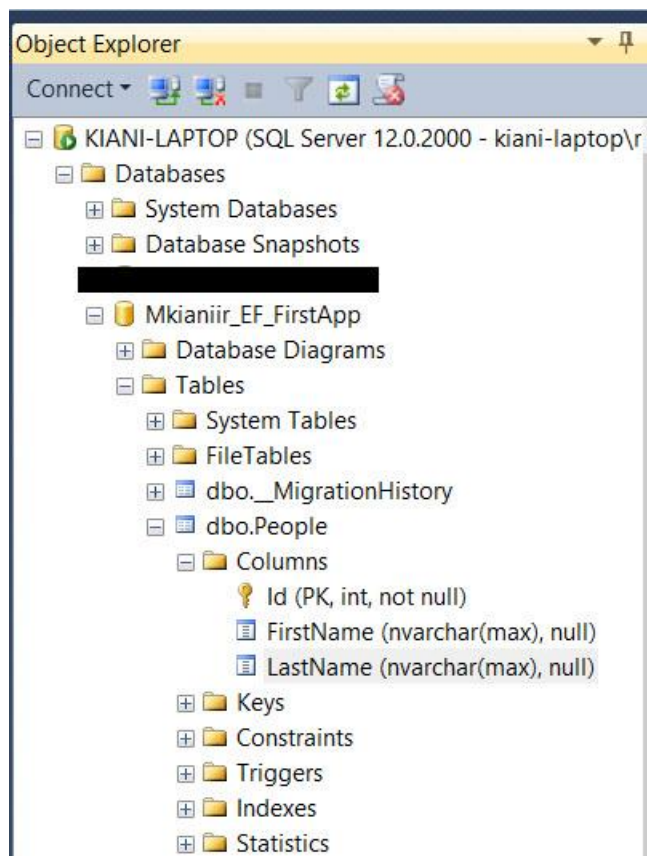 Object Explorer
Connect
KIANI-LAPTOP (SQL Server 12.0.2000 - kiani-laptop\r
Databases
System Databases
Database Snapshots
Mkianiir_EF_FirstApp
Database Diagrams
Tables
System Tables
FileTables
dbo.__MigrationHistory
dbo.People
Columns
Id (PK, int, not null)
FirstName (nvarchar(max), null)
LastName (nvarchar(max), null)
Keys
Constraints
Triggers
Indexes
Statistics